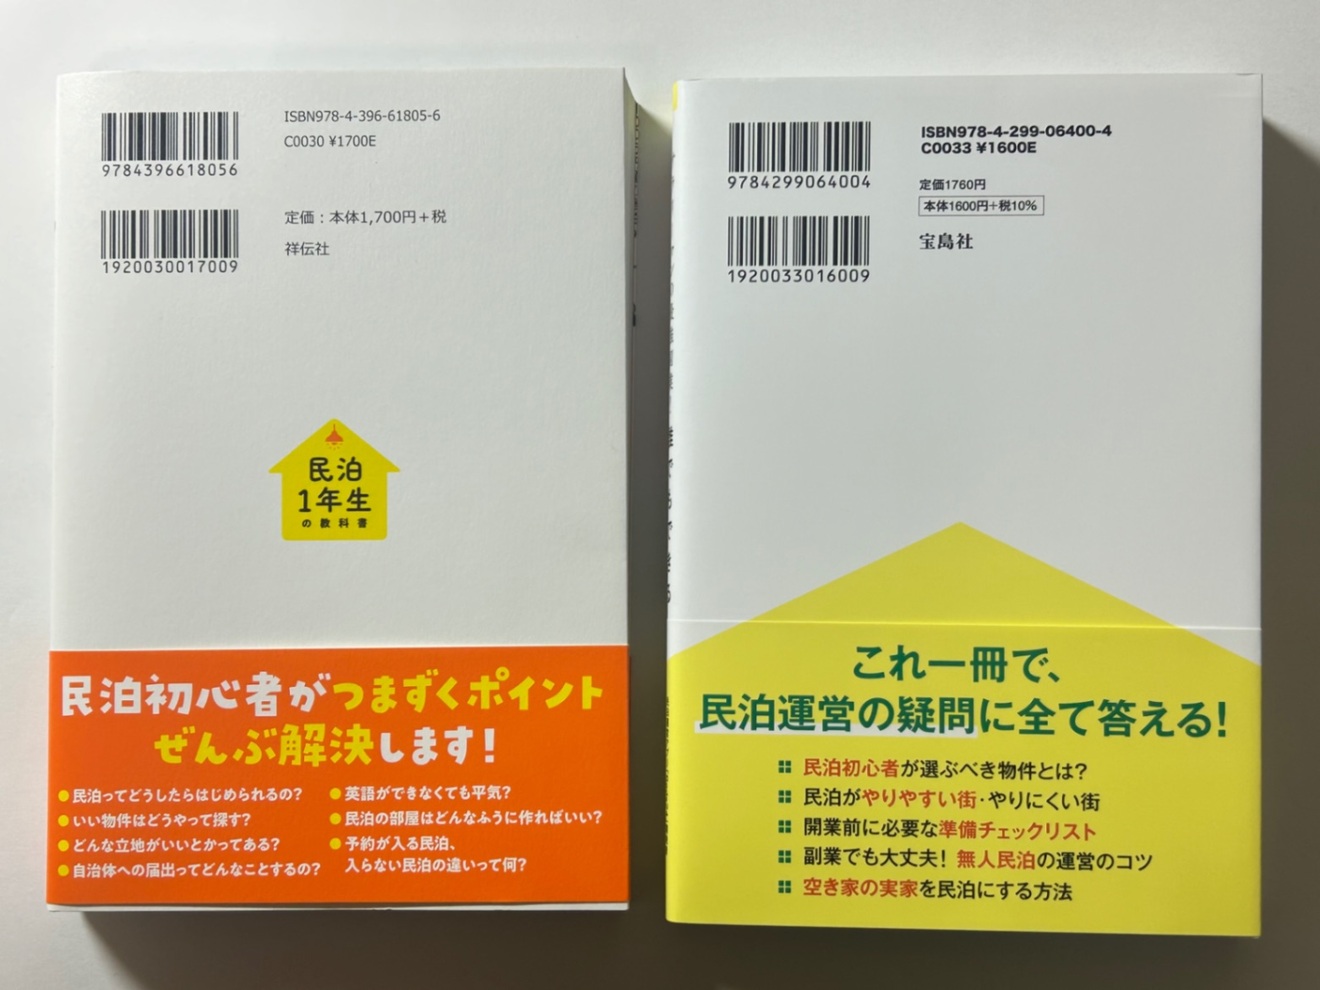 ISBN978-4-396-61805-6
C0030 ¥1700E
9784396618056
定価：本体1,700円＋税
祥伝社
1920030017009
民泊
1年生
の教科書
民泊初心者がつまずくポイント
ぜんぶ解決します！
民泊ってどうしたらはじめられるの？
いい物件はどうやって探す？
どんな立地がいいとかってある？
自治体への届出ってどんなことするの？
英語ができなくても平気？
民泊の部屋はどんなふうに作ればいい？
予約が入る民泊、
入らない民泊の違いって何？
ISBN978-4-299-06400-4
C0033 ¥1600E
9784299064004
定価1760円
本体1600円＋税10%
宝島社
1920033016009
これ一冊で、
民泊運営の疑問に全て答える！
民泊初心者が選ぶべき物件とは？
民泊がやりやすい街・やりにくい街
開業前に必要な準備チェックリスト
副業でも大丈夫！ 無人民泊の運営のコツ
空き家の実家を民泊にする方法